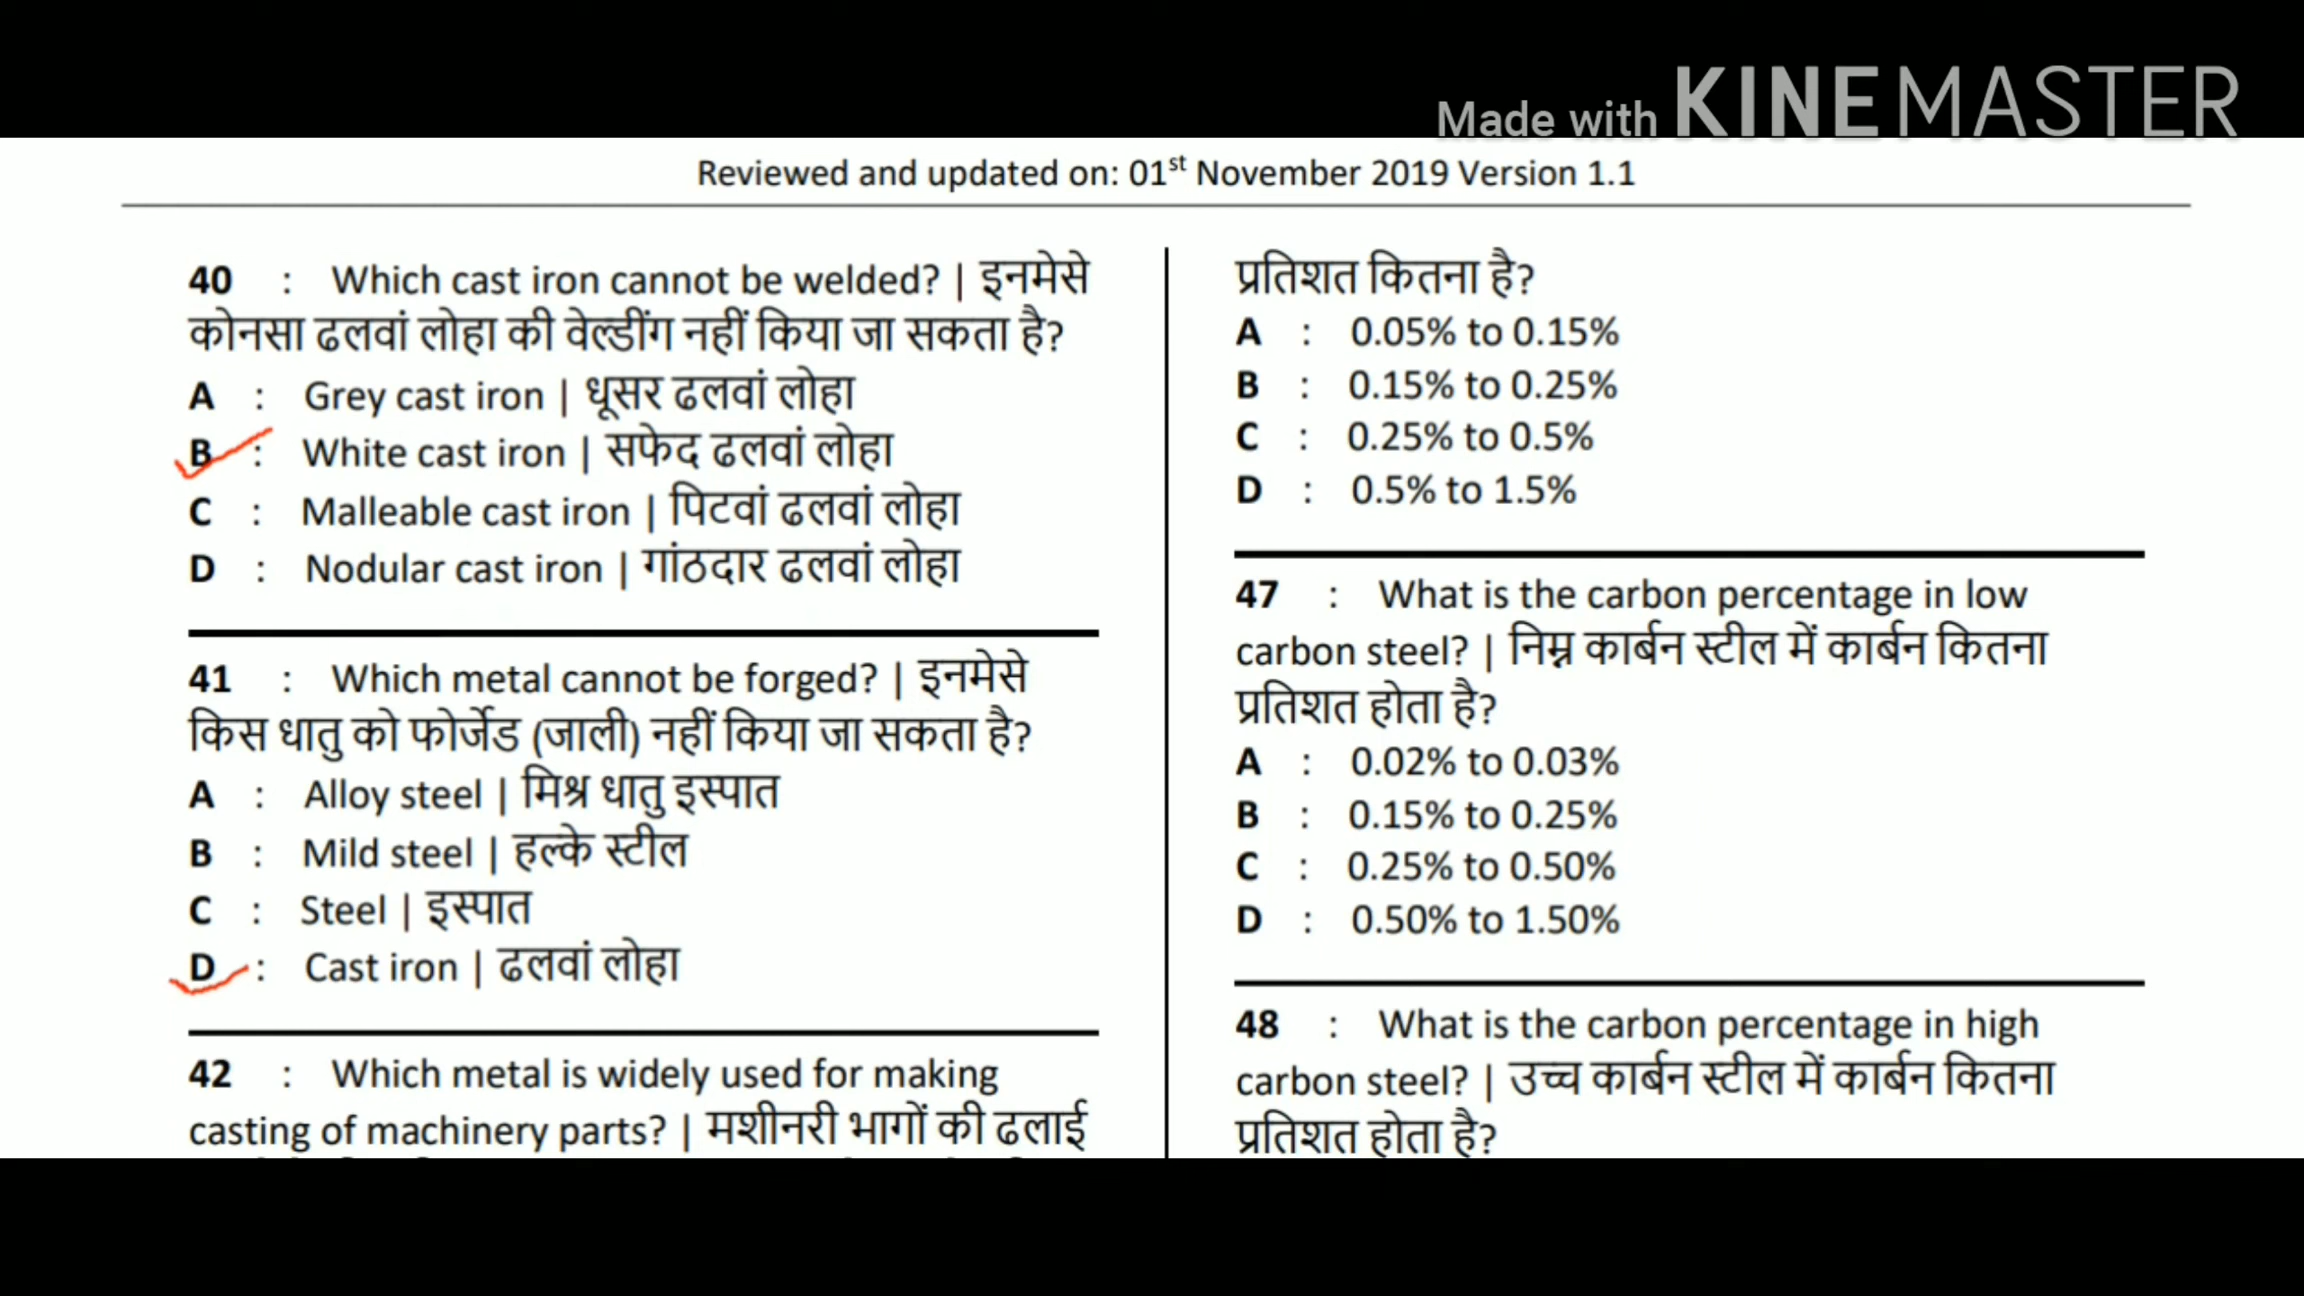 Made with KINEMASTER
Reviewed and updated on: 01st November 2019 Version 1.1
40 : Which cast iron cannot be welded? | इनमेसे
कोनसा ढलवां लोहा की वेल्डींग नहीं किया जा सकता है?
A : Grey cast iron | धूसर ढलवां लोहा
B : White cast iron | सफेद ढलवां लोहा
C : Malleable cast iron | पिटवां ढलवां लोहा
D : Nodular cast iron | गांठदार ढलवां लोहा
41 : Which metal cannot be forged? | इनमेसे
किस धातु को फोर्जेड (जाली) नहीं किया जा सकता है?
A : Alloy steel | मिश्र धातु इस्पात
B : Mild steel | हल्के स्टील
C : Steel | इस्पात
D : Cast iron | ढलवां लोहा
42 : Which metal is widely used for making
casting of machinery parts? | मशीनरी भागों की ढलाई
प्रतिशत कितना है?
A : 0.05% to 0.15%
B : 0.15% to 0.25%
C : 0.25% to 0.5%
D : 0.5% to 1.5%
47 : What is the carbon percentage in low
carbon steel? | निम्न कार्बन स्टील में कार्बन कितना
प्रतिशत होता है?
A : 0.02% to 0.03%
B : 0.15% to 0.25%
C : 0.25% to 0.50%
D : 0.50% to 1.50%
48 : What is the carbon percentage in high
carbon steel? | उच्च कार्बन स्टील में कार्बन कितना
प्रतिशत होता है?